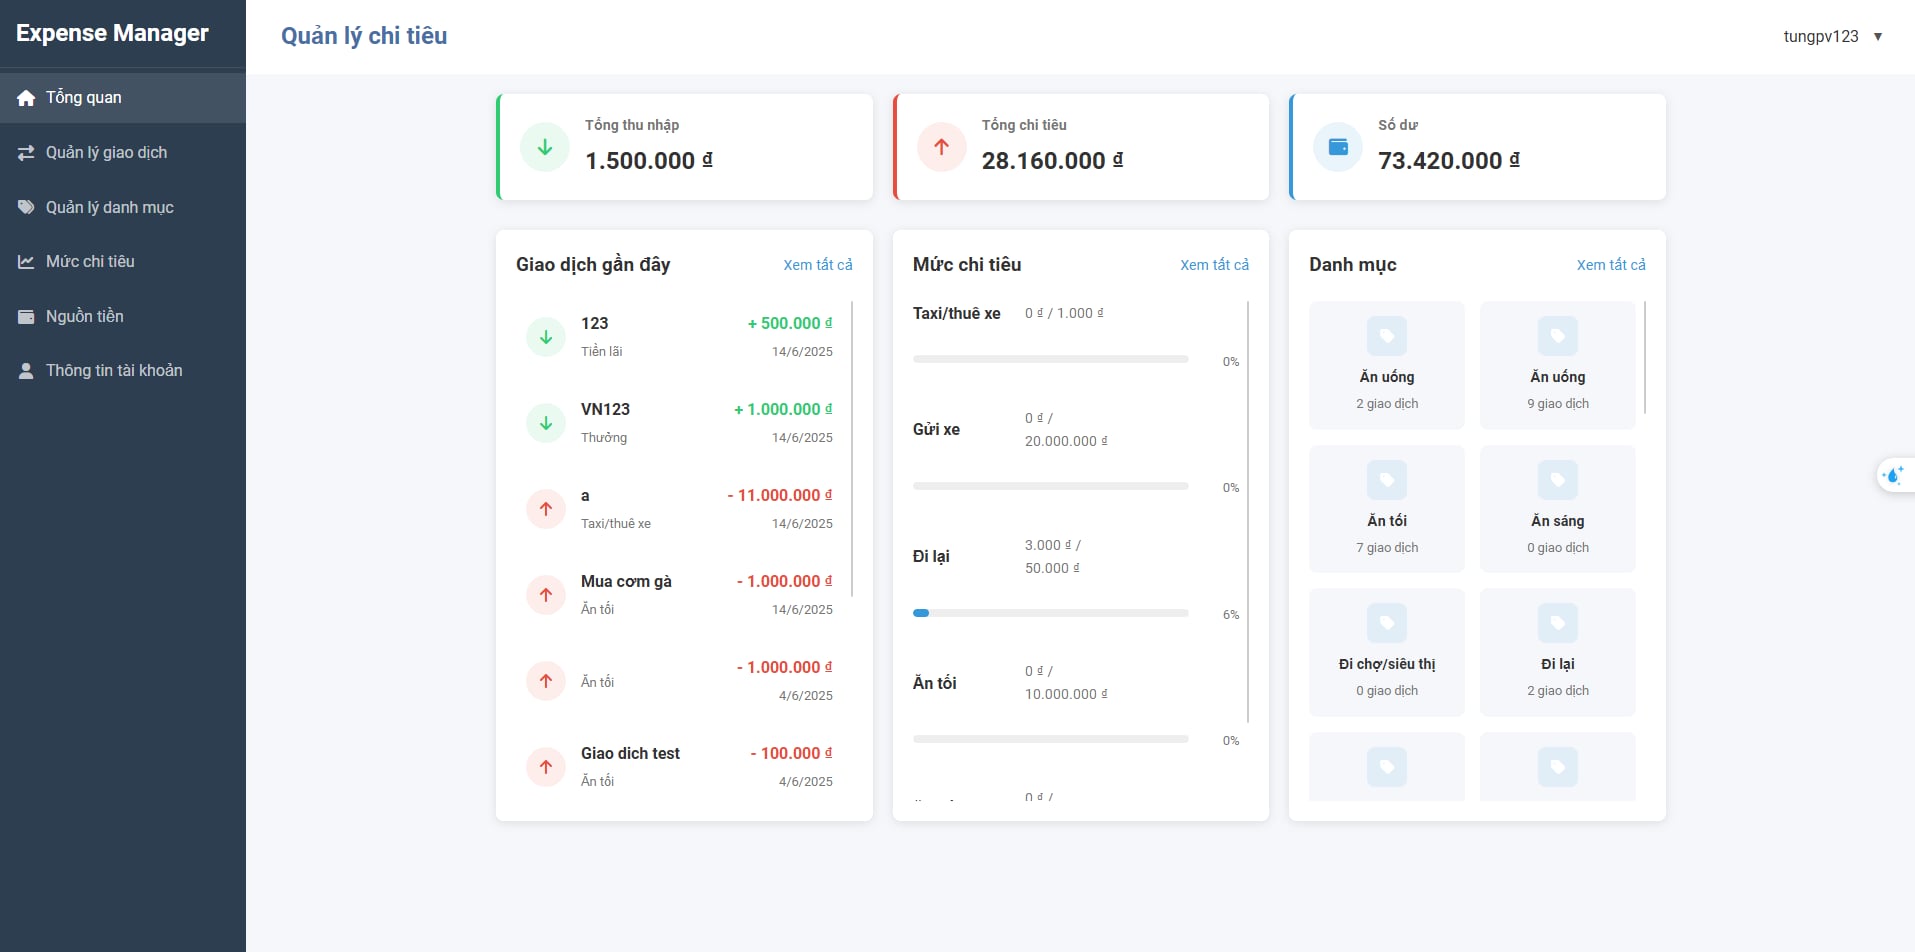 Expense Manager
Tổng quan
Quản lý giao dịch
Quản lý danh mục
Mức chi tiêu
Nguồn tiền
Thông tin tài khoản
Quản lý chi tiêu
tungpv123 ▼
Tổng thu nhập
1.500.000 ₫
Tổng chi tiêu
28.160.000 ₫
Số dư
73.420.000 ₫
Giao dịch gần đây
Xem tất cả
123
+ 500.000 ₫
Tiền lãi
14/6/2025
VN123
+ 1.000.000 ₫
Thưởng
14/6/2025
a
- 11.000.000 ₫
Taxi/thuê xe
14/6/2025
Mua cơm gà
- 1.000.000 ₫
Ăn tối
14/6/2025
- 1.000.000 ₫
Ăn tối
4/6/2025
Giao dich test
- 100.000 ₫
Ăn tối
4/6/2025
Mức chi tiêu
Xem tất cả
Taxi/thuê xe
0 ₫ / 1.000 ₫
0%
Gửi xe
0 ₫ /
20.000.000 ₫
0%
Đi lại
3.000 ₫ /
50.000 ₫
6%
Ăn tối
0 ₫ /
10.000.000 ₫
0%
0 ₫ /
Danh mục
Xem tất cả
Ăn uống
2 giao dịch
Ăn uống
9 giao dịch
Ăn tối
7 giao dịch
Ăn sáng
0 giao dịch
Đi chợ/siêu thị
0 giao dịch
Đi lại
2 giao dịch